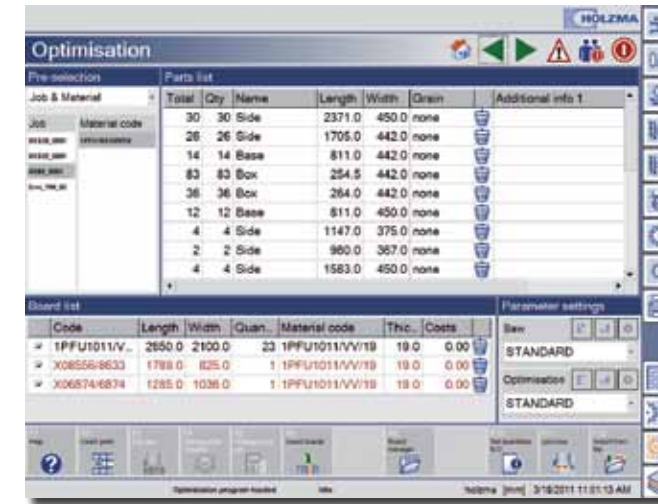 HOLZMA
Optimisation
Pre-selection
Parts list
Job & Material
Total Qty Name Length Width Grain Additional info 1
Job Material code
30 30 Side 2371.0 450.0 none
26 26 Side 1705.0 442.0 none
14 14 Base 811.0 442.0 none
83 83 Box 254.5 442.0 none
36 36 Box 264.0 442.0 none
12 12 Base 811.0 450.0 none
4 4 Side 1147.0 375.0 none
2 2 Side 980.0 367.0 none
4 4 Side 1583.0 450.0 none
Board list
Parameter settings
Code Length Width Quan... Material code Thic... Costs
Saw
1PFU1011/V... 2650.0 2100.0 23 1PFU1011/VV/19 19.0 0.00
STANDARD
X08556/8633 1789.0 825.0 1 1PFU1011/VV/19 19.0 0.00
Optimisation
X06874/6874 1285.0 1036.0 1 1PFU1011/VV/19 19.0 0.00
STANDARD
Help
Optimisation program loaded Idle holzma [mm] 3/18/2011 11:01:13 AM